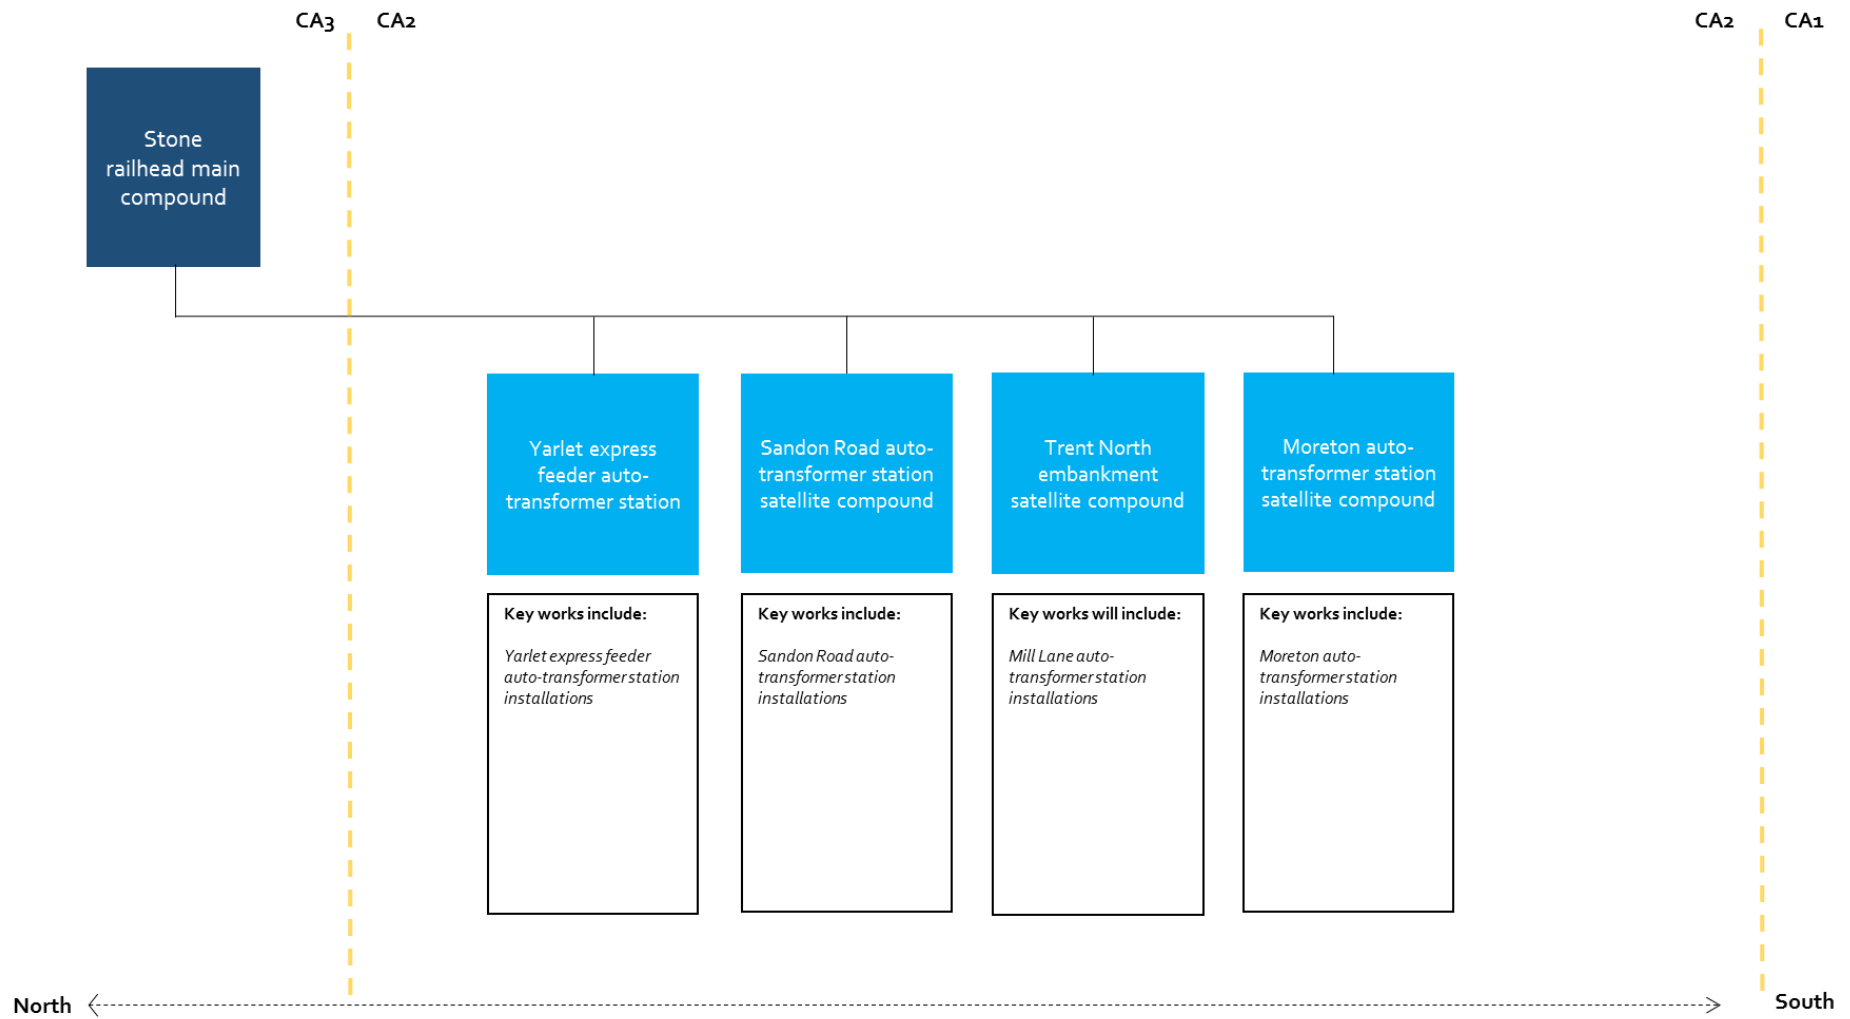 CA3
CA2
CA2
CA1
Stone
railhead main
compound
Yarlet express
feeder auto-
transformer station
Sandon Road auto-
transformer station
satellite compound
Trent North
embankment
satellite compound
Moreton auto-
transformer station
satellite compound
Key works include:
Yarlet express feeder
auto-transformer station
installations
Key works include:
Sandon Road auto-
transformer station
installations
Key works will include:
Mill Lane auto-
transformer station
installations
Key works include:
Moreton auto-
transformer station
installations
North
South